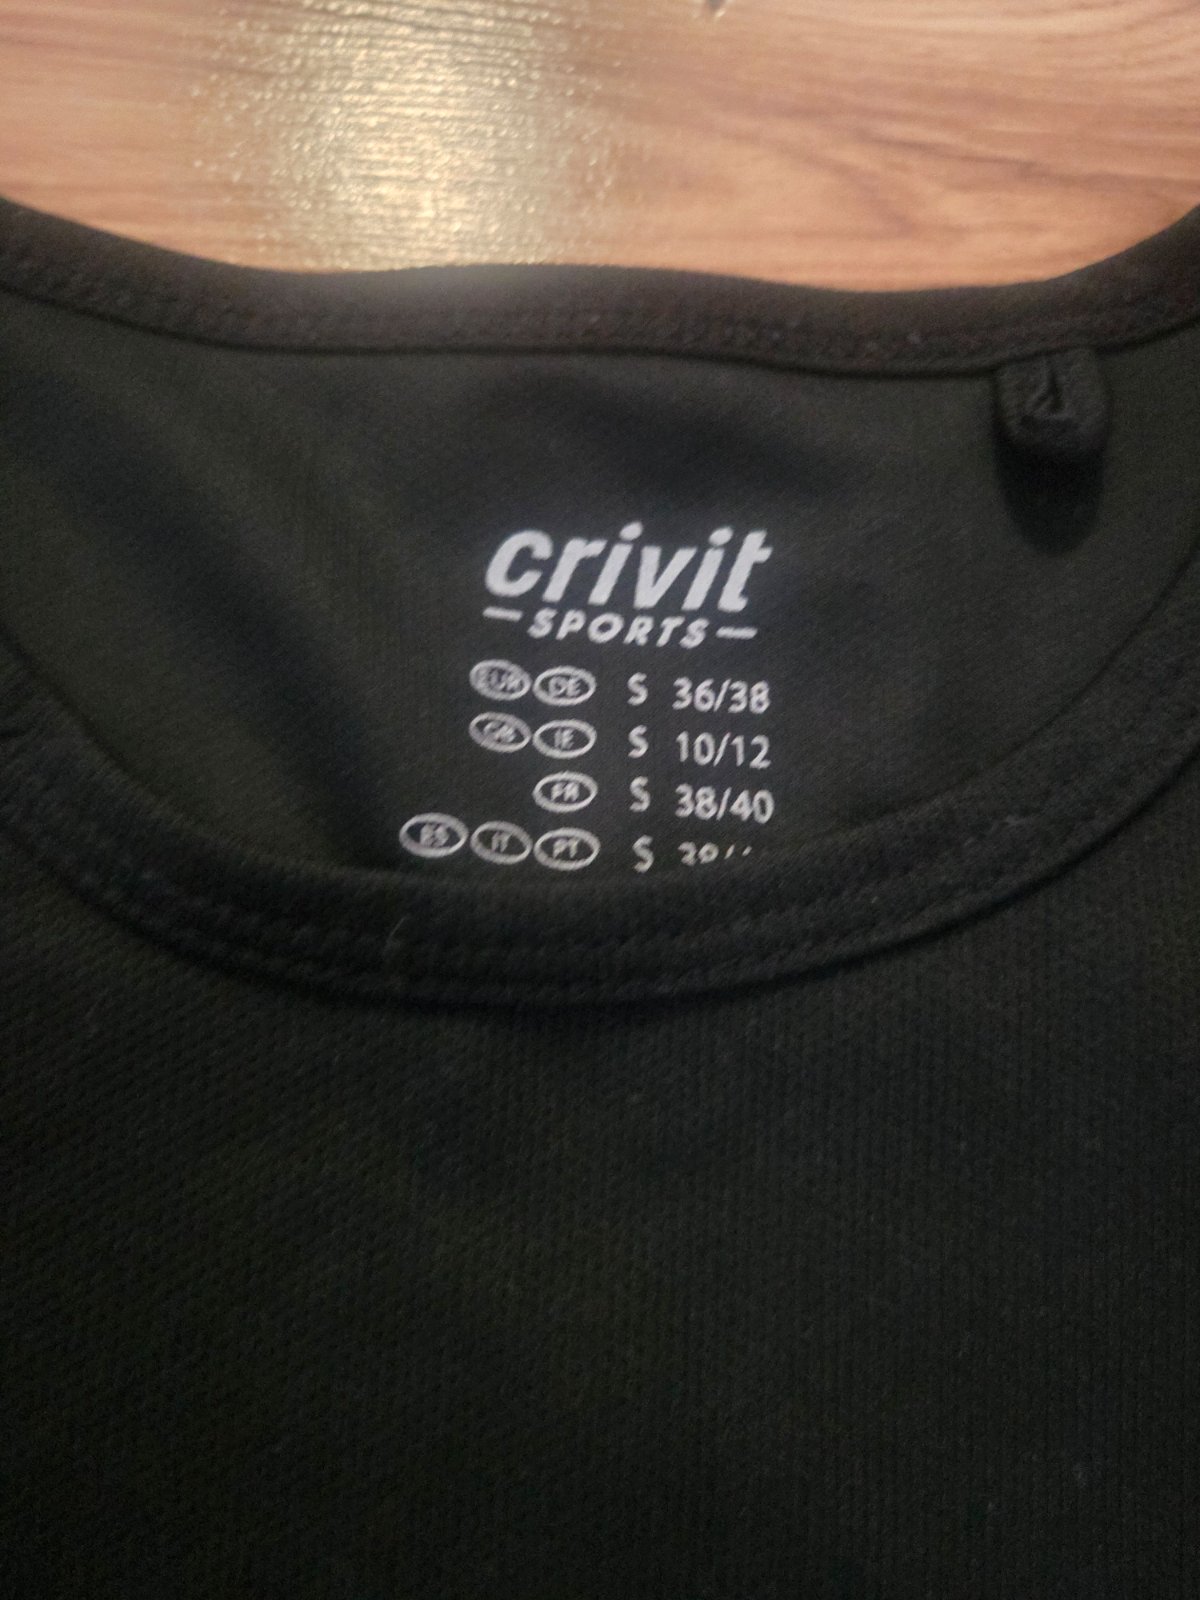 crivit
SPORTS
EUR DE S 36/38
GB IE S 10/12
FR S 38/40
ES IT PT S